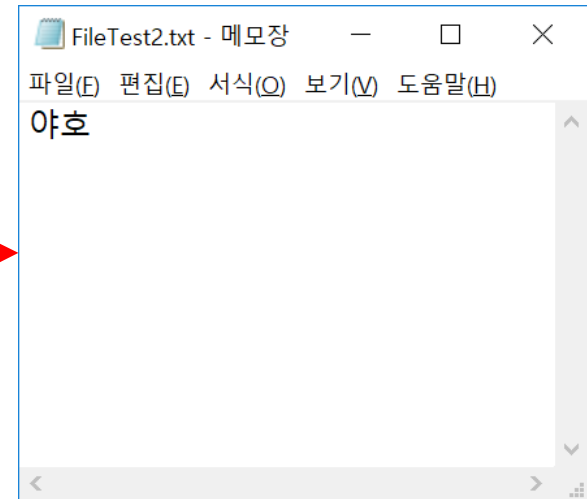 FileTest2.txt - 메모장
파일(F) 편집(E) 서식(O) 보기(V) 도움말(H)
야호